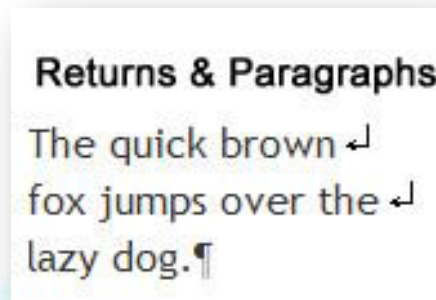 Returns & Paragraphs
The quick brown ↵
fox jumps over the ↵
lazy dog.¶